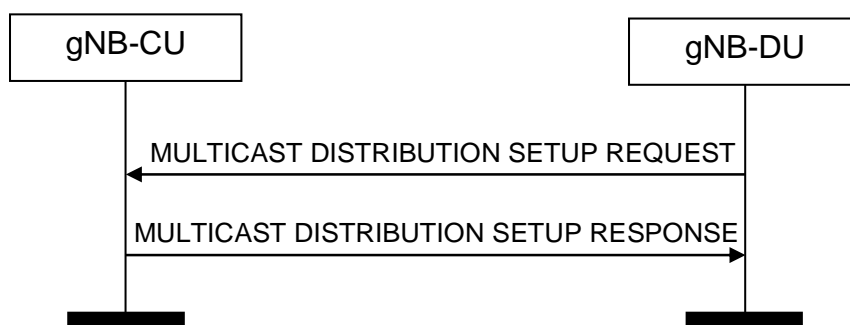 gNB-CU
gNB-DU
MULTICAST DISTRIBUTION SETUP REQUEST
MULTICAST DISTRIBUTION SETUP RESPONSE